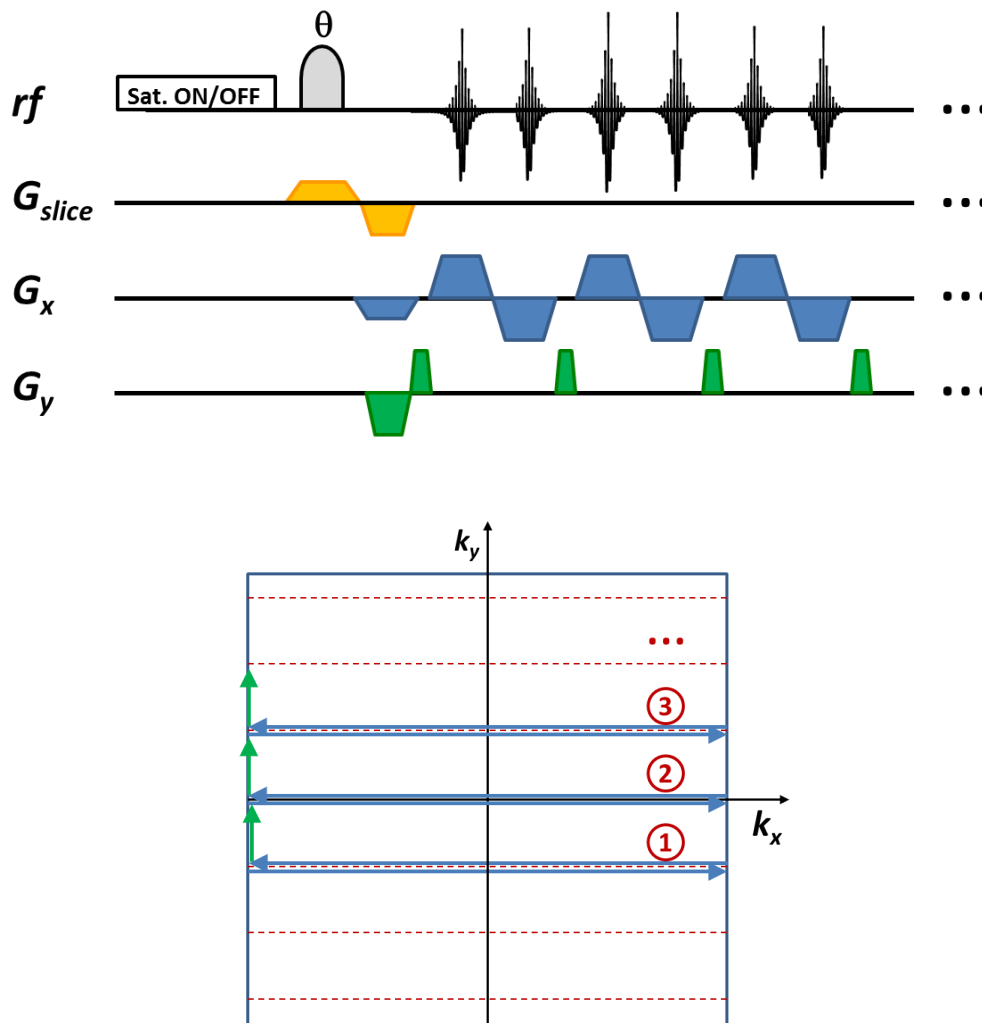 θ
rf
Sat. ON/OFF
...
G_slice
...
G_x
...
G_y
...
k_y
...
③
②
k_x
①